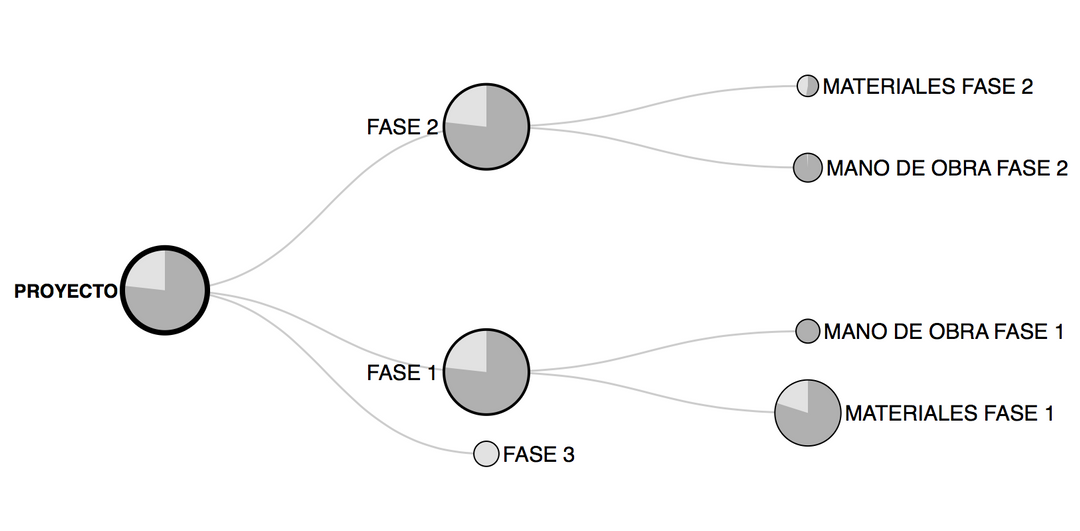 MATERIALES FASE 2
FASE 2
MANO DE OBRA FASE 2
PROYECTO
MANO DE OBRA FASE 1
FASE 1
MATERIALES FASE 1
FASE 3